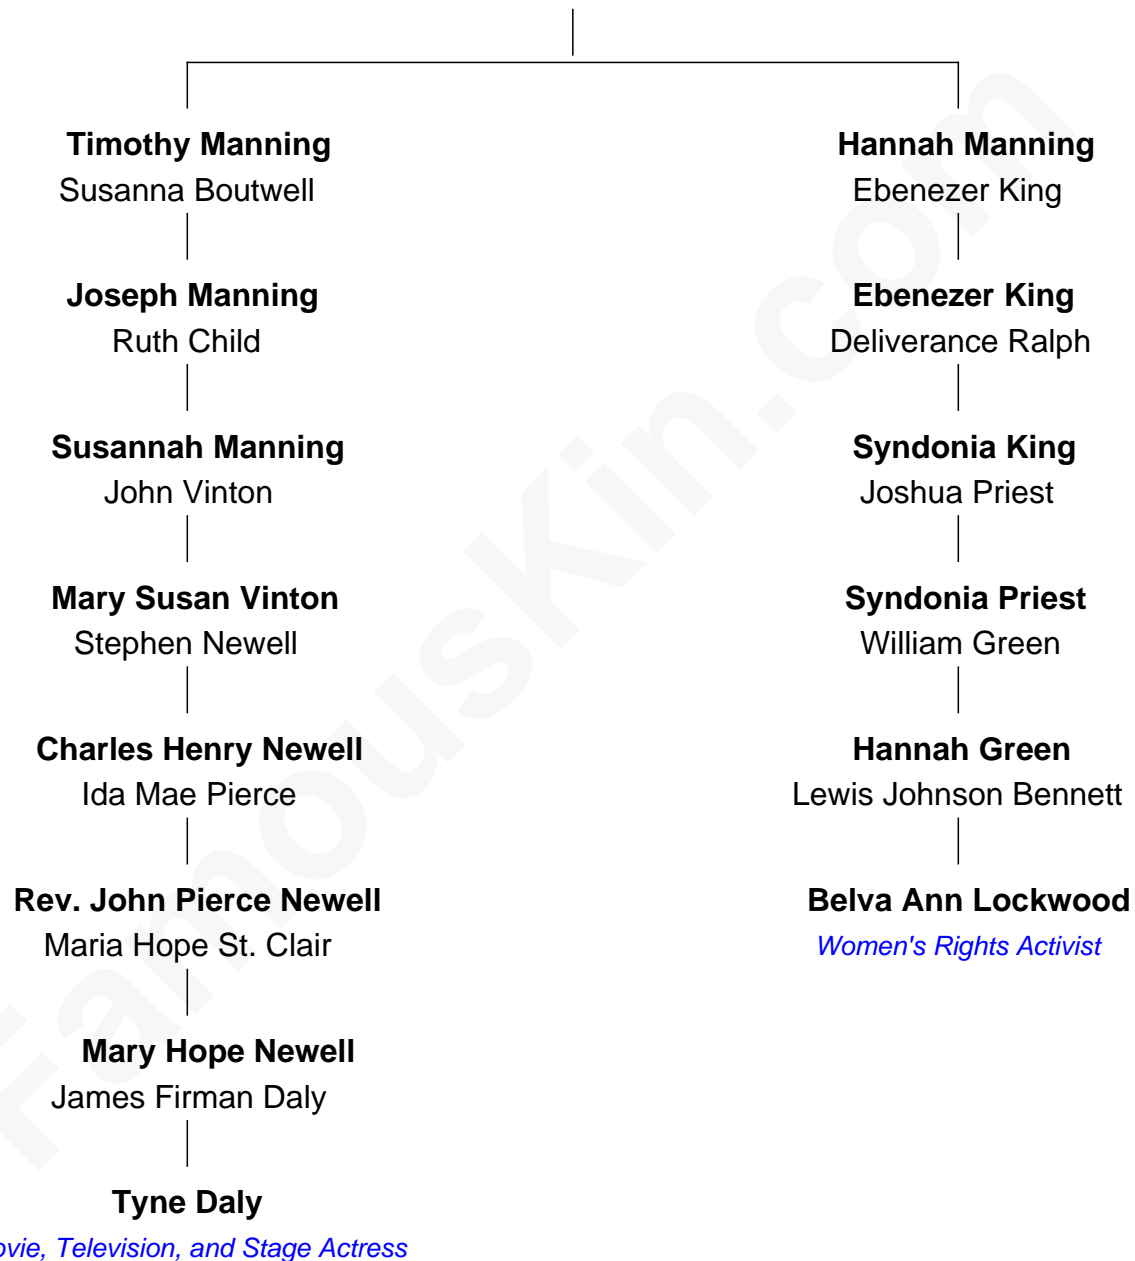 Timothy Manning
Susanna Boutwell
Joseph Manning
Ruth Child
Susannah Manning
John Vinton
Mary Susan Vinton
Stephen Newell
Charles Henry Newell
Ida Mae Pierce
Rev. John Pierce Newell
Maria Hope St. Clair
Mary Hope Newell
James Firman Daly
Tyne Daly
ovie, Television, and Stage Actress
Hannah Manning
Ebenezer King
Ebenezer King
Deliverance Ralph
Syndonia King
Joshua Priest
Syndonia Priest
William Green
Hannah Green
Lewis Johnson Bennett
Belva Ann Lockwood
Women's Rights Activist
FamousKin.com